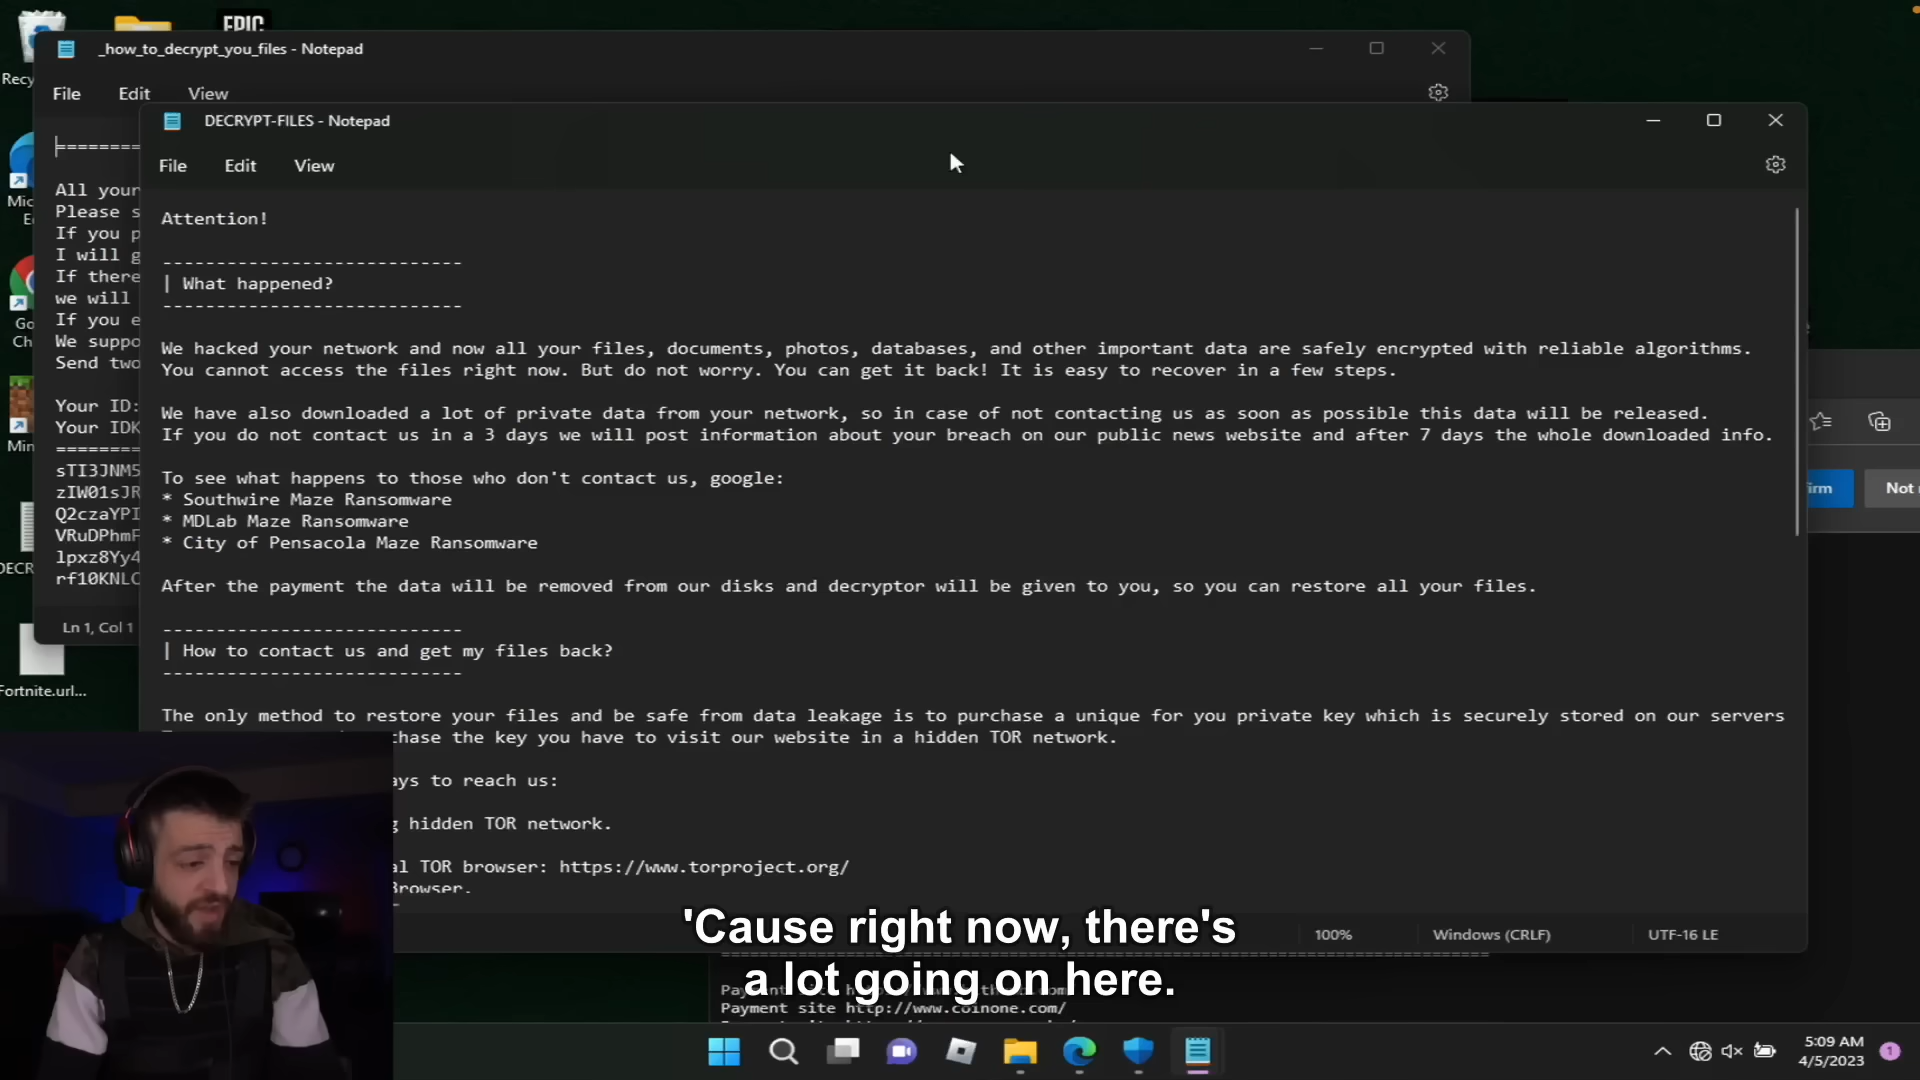 EPIC
_how_to_decrypt_you_files - Notepad
File Edit View
All your
Please s
If you p
I will g
If there
we will
If you e
We suppo
Send two
Your ID:
Your IDK
sTI3JNM5
zIW01sJR
Q2czaYPI
VRuDPhmF
lpxz8Yy4
rf10KNLC
Ln 1, Col 1
DECRYPT-FILES - Notepad
File Edit View
Attention!
----------------------------
| What happened?
----------------------------
We hacked your network and now all your files, documents, photos, databases, and other important data are safely encrypted with reliable algorithms.
You cannot access the files right now. But do not worry. You can get it back! It is easy to recover in a few steps.
We have also downloaded a lot of private data from your network, so in case of not contacting us as soon as possible this data will be released.
If you do not contact us in a 3 days we will post information about your breach on our public news website and after 7 days the whole downloaded info.
To see what happens to those who don't contact us, google:
* Southwire Maze Ransomware
* MDLab Maze Ransomware
* City of Pensacola Maze Ransomware
After the payment the data will be removed from our disks and decryptor will be given to you, so you can restore all your files.
----------------------------
| How to contact us and get my files back?
----------------------------
The only method to restore your files and be safe from data leakage is to purchase a unique for you private key which is securely stored on our servers
chase the key you have to visit our website in a hidden TOR network.
ays to reach us:
g hidden TOR network.
al TOR browser: https://www.torproject.org/
Browser.
100% Windows (CRLF) UTF-16 LE
Recy
Mic
E
Go
Ch
Min
DECR
Fortnite.url...
irm
Not
'Cause right now, there's
a lot going on here.
Payment site http://www.coinone.com/
5:09 AM
4/5/2023
1